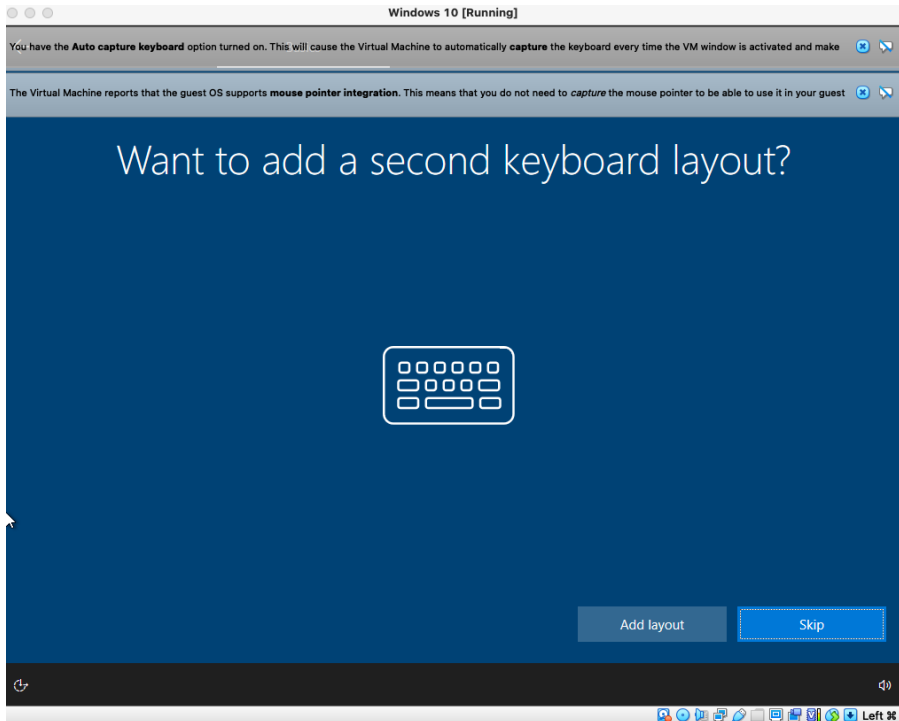 Windows 10 [Running]
You have the Auto capture keyboard option turned on. This will cause the Virtual Machine to automatically capture the keyboard every time the VM window is activated and make
The Virtual Machine reports that the guest OS supports mouse pointer integration. This means that you do not need to capture the mouse pointer to be able to use it in your guest
Want to add a second keyboard layout?
Add layout
Skip
Left ⌘